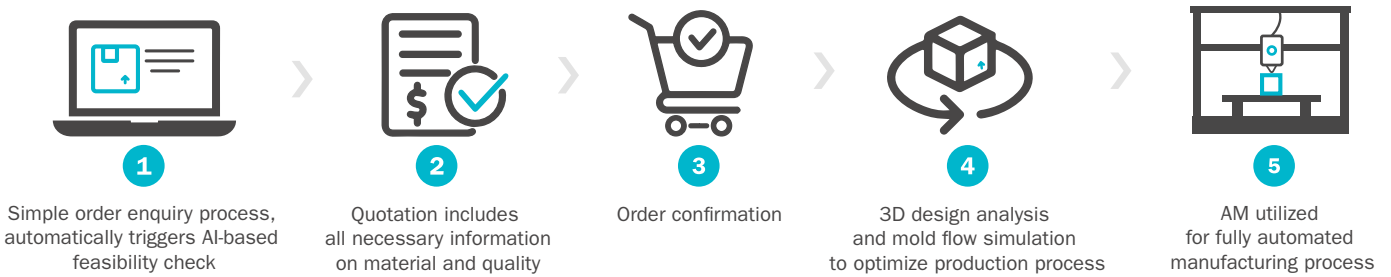 $
1
Simple order enquiry process,
automatically triggers AI-based
feasibility check
2
Quotation includes
all necessary information
on material and quality
3
Order confirmation
4
3D design analysis
and mold flow simulation
to optimize production process
5
AM utilized
for fully automated
manufacturing process